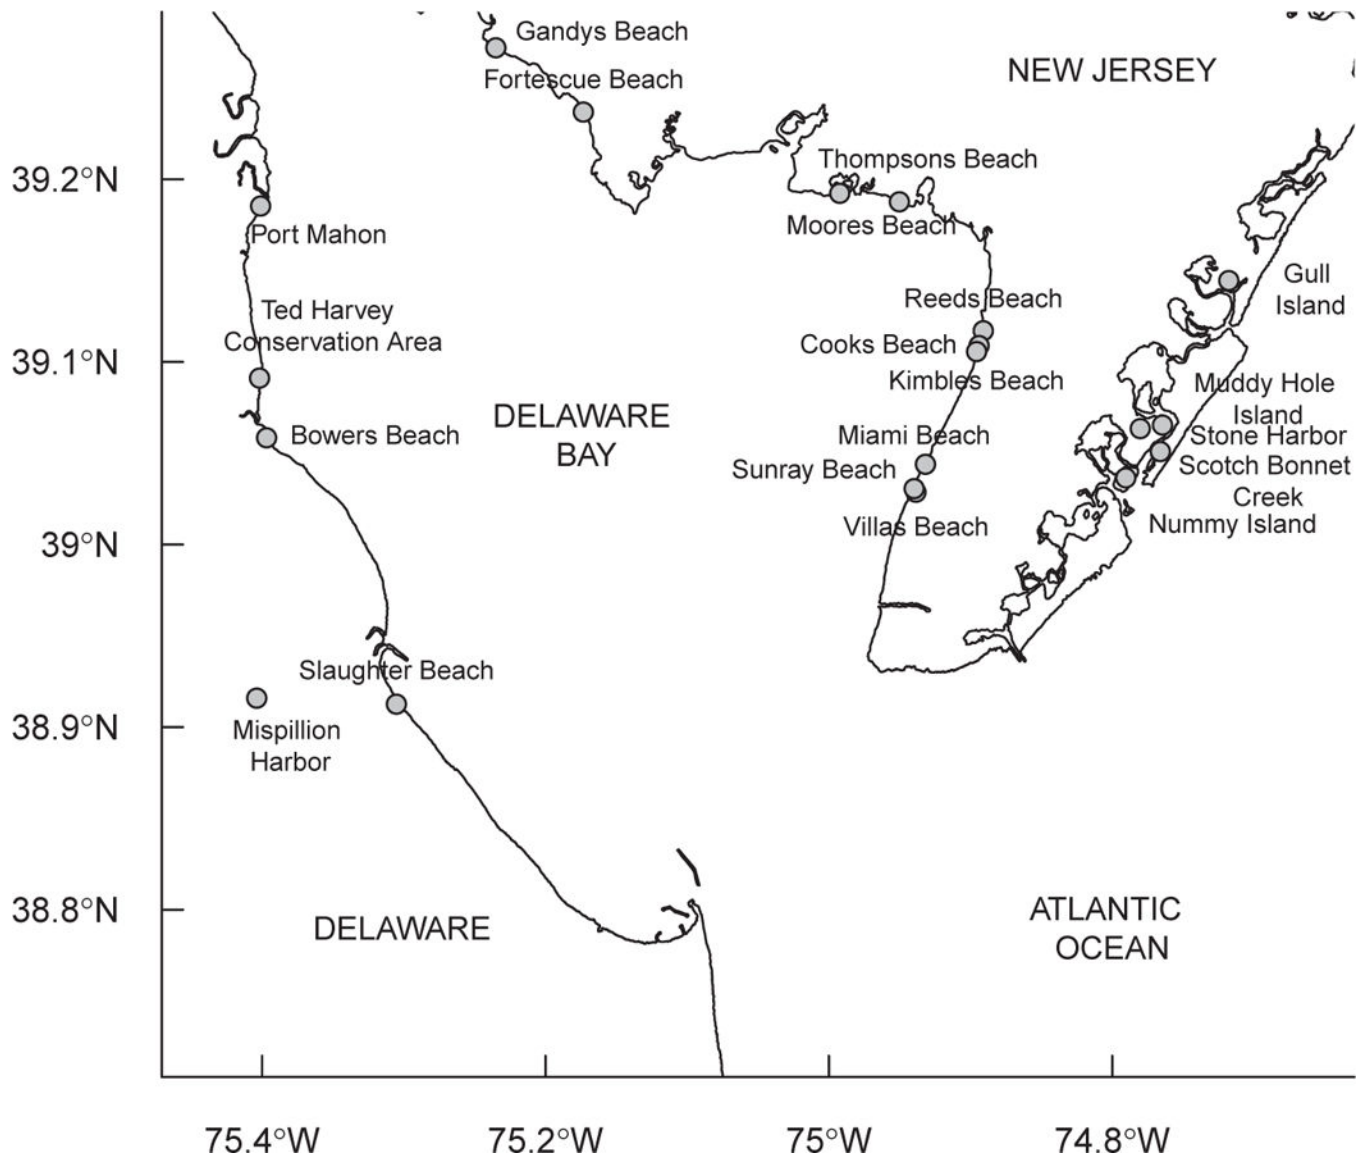 Gandys Beach
Fortescue Beach
NEW JERSEY
39.2°N
Thompsons Beach
Moores Beach
Port Mahon
Gull
Island
Reeds Beach
Ted Harvey
Conservation Area
Cooks Beach
39.1°N
Kimbles Beach
Muddy Hole
Island
DELAWARE
BAY
Bowers Beach
Miami Beach
Stone Harbor
Sunray Beach
Scotch Bonnet
Creek
Villas Beach
Nummy Island
39°N
Slaughter Beach
38.9°N
Mispillion
Harbor
38.8°N
DELAWARE
ATLANTIC
OCEAN
75.4°W
75.2°W
75°W
74.8°W